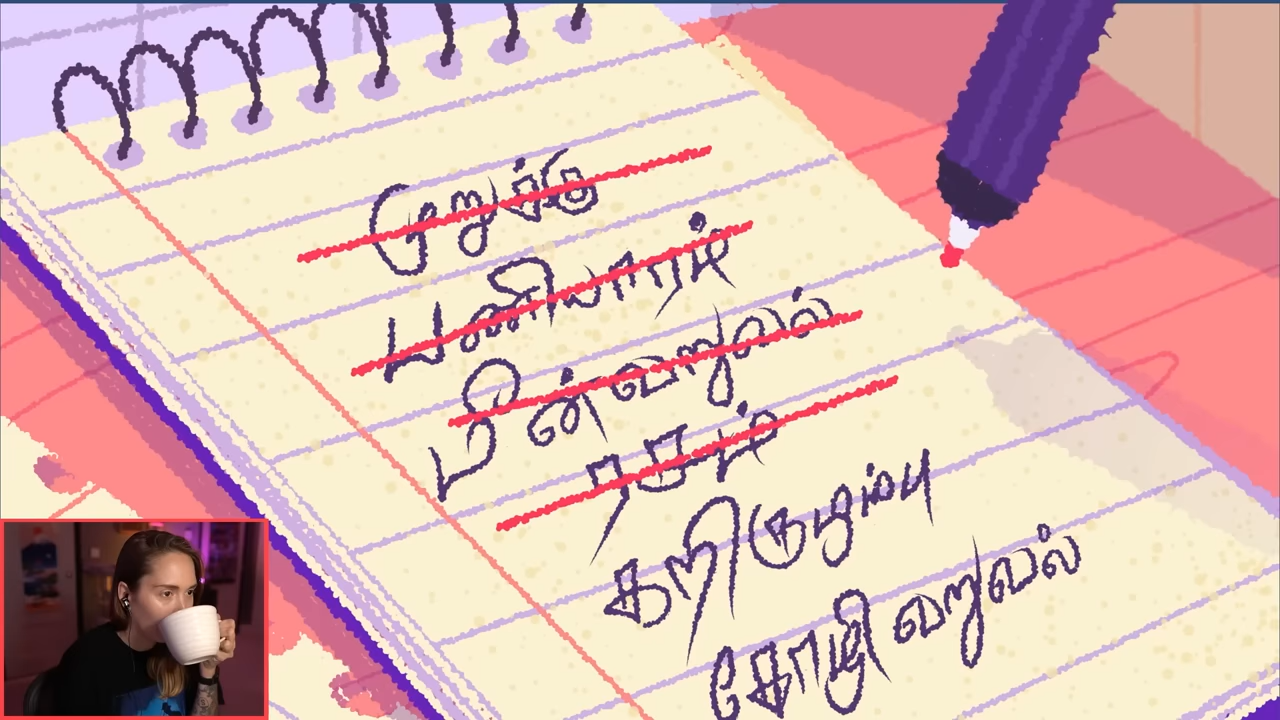 முறுக்கு
பணியாரம்
மீன் வறுவல்
ரசம்
கறி குழம்பு
கோழி வறுவல்